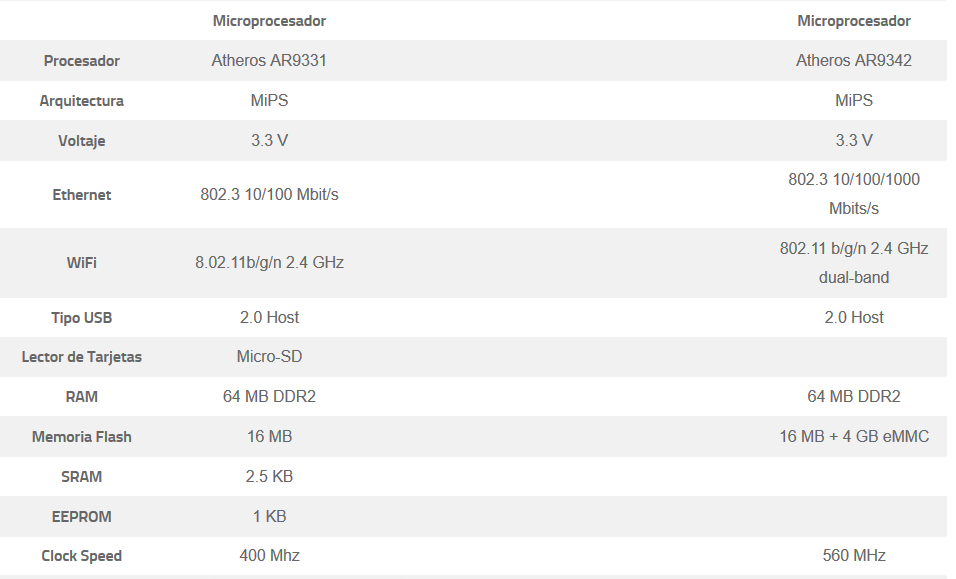 Microprocesador Microprocesador
Procesador Atheros AR9331 Atheros AR9342
Arquitectura MiPS MiPS
Voltaje 3.3 V 3.3 V
Ethernet 802.3 10/100 Mbit/s 802.3 10/100/1000
Mbits/s
WiFi 8.02.11b/g/n 2.4 GHz 802.11 b/g/n 2.4 GHz
dual-band
Tipo USB 2.0 Host 2.0 Host
Lector de Tarjetas Micro-SD
RAM 64 MB DDR2 64 MB DDR2
Memoria Flash 16 MB 16 MB + 4 GB eMMC
SRAM 2.5 KB
EEPROM 1 KB
Clock Speed 400 Mhz 560 MHz